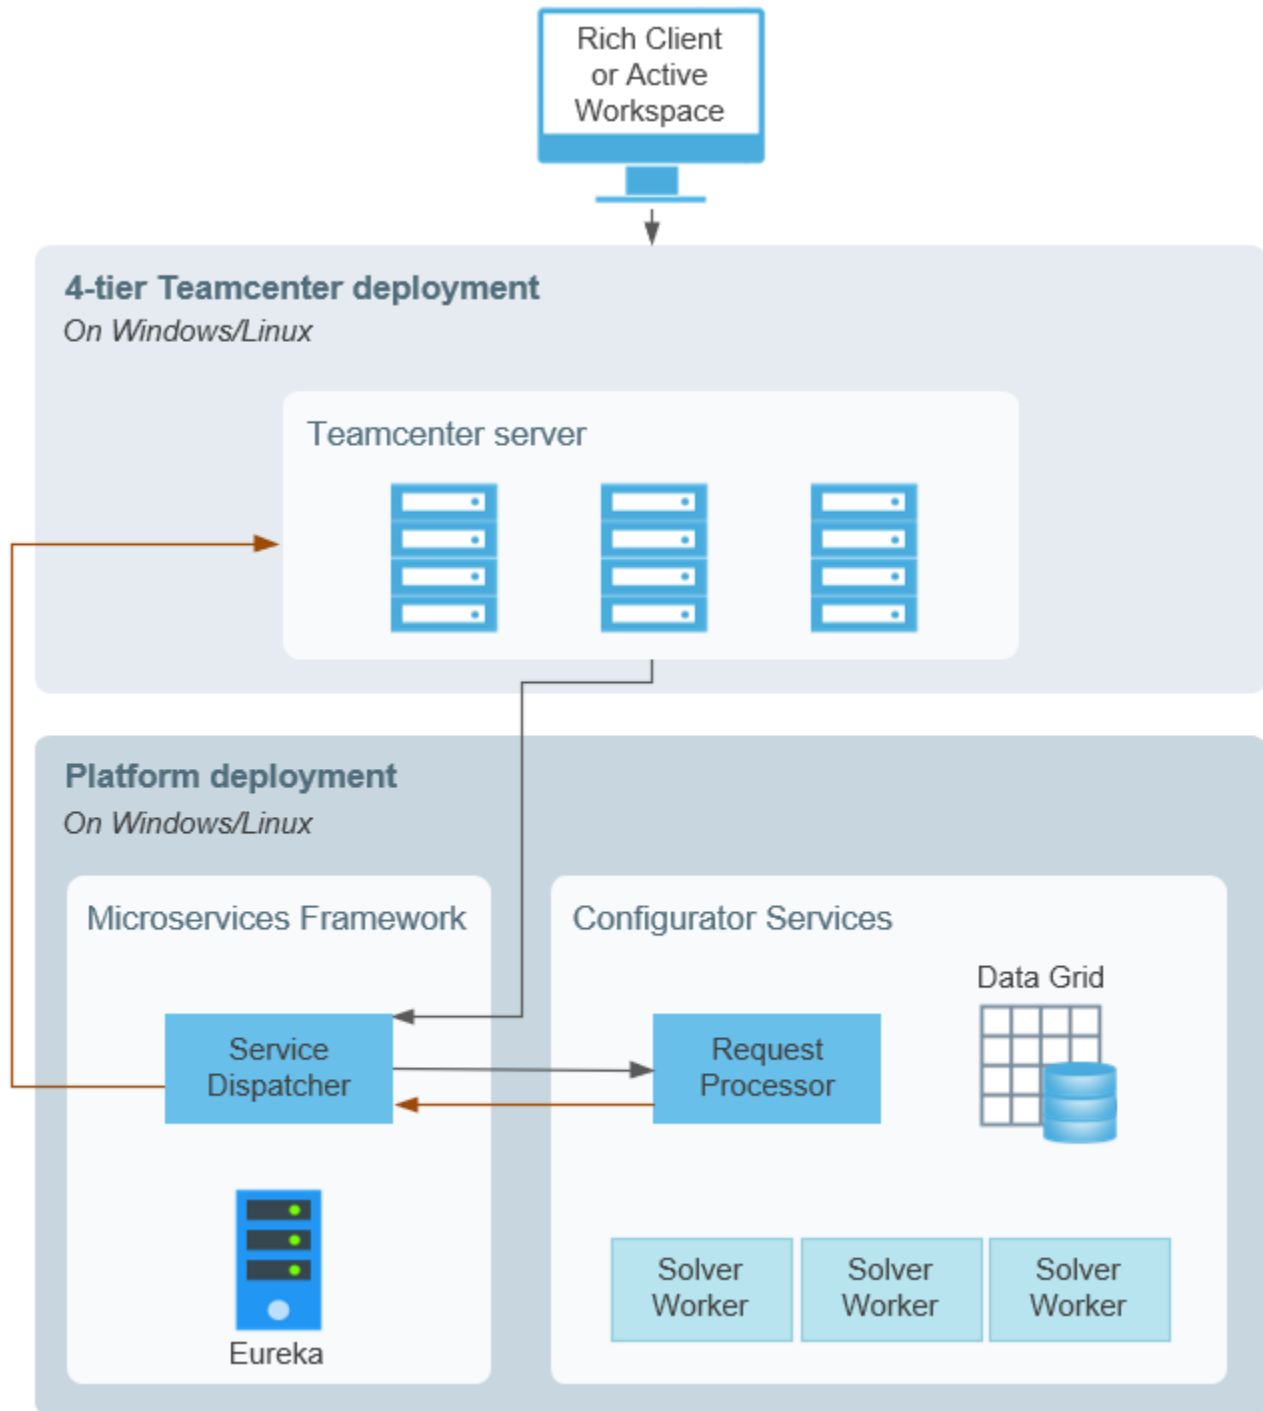 Rich Client
or Active
Workspace
4-tier Teamcenter deployment
On Windows/Linux
Teamcenter server
Platform deployment
On Windows/Linux
Microservices Framework
Configurator Services
Data Grid
Service
Dispatcher
Request
Processor
Eureka
Solver
Worker
Solver
Worker
Solver
Worker